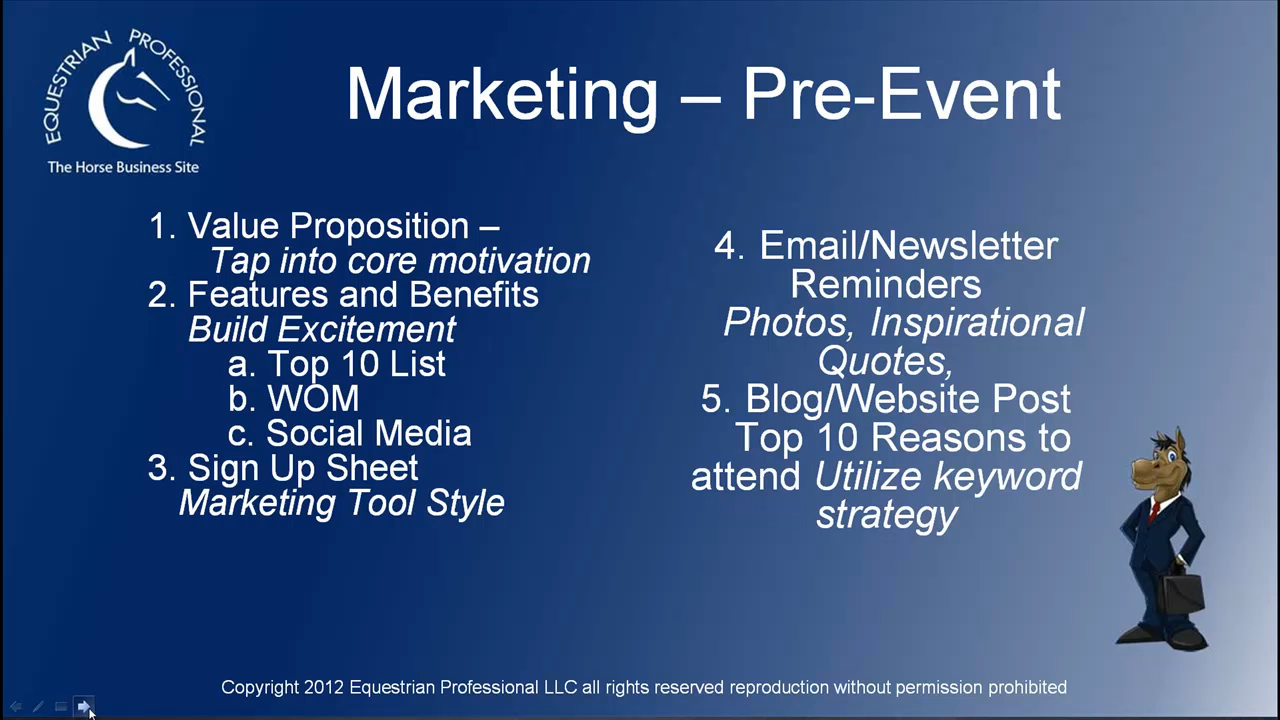 EQUESTRIAN PROFESSIONAL
The Horse Business Site
Marketing – Pre-Event
1. Value Proposition –
Tap into core motivation
2. Features and Benefits
Build Excitement
a. Top 10 List
b. WOM
c. Social Media
3. Sign Up Sheet
Marketing Tool Style
4. Email/Newsletter
Reminders
Photos, Inspirational
Quotes,
5. Blog/Website Post
Top 10 Reasons to
attend Utilize keyword
strategy
Copyright 2012 Equestrian Professional LLC all rights reserved reproduction without permission prohibited